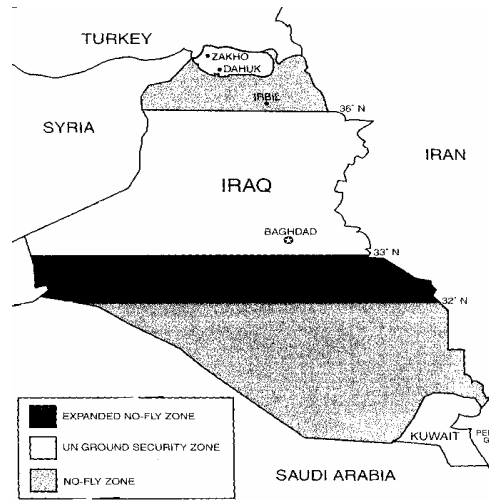 TURKEY
ZAKHO
DAHUK
IRBIL
36° N
SYRIA
IRAN
IRAQ
BAGHDAD
33° N
32° N
EXPANDED NO-FLY ZONE
UN GROUND SECURITY ZONE
NO-FLY ZONE
KUWAIT
PE
G
SAUDI ARABIA